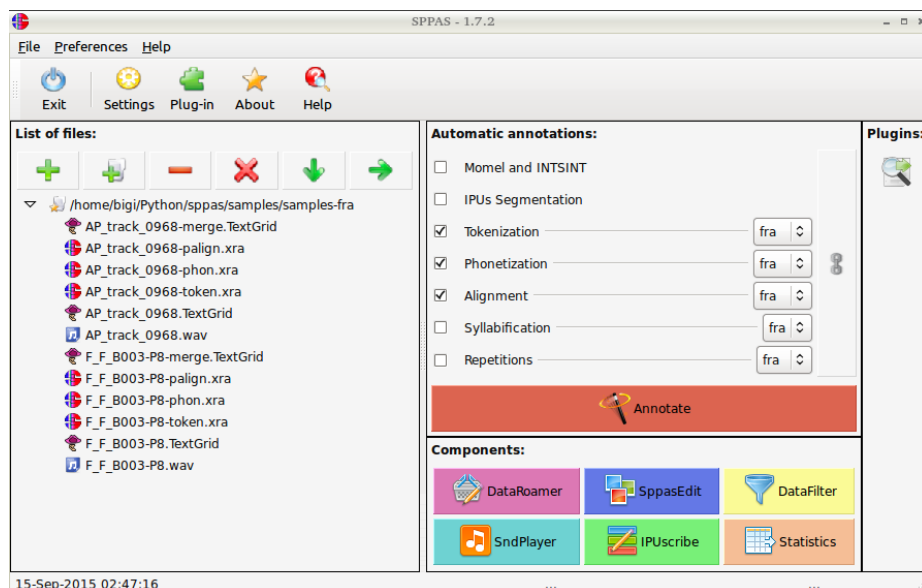 SPPAS - 1.7.2
File Preferences Help
Exit Settings Plug-in About Help
List of files:
/home/bigi/Python/sppas/samples/samples-fra
AP_track_0968-merge.TextGrid
AP_track_0968-palign.xra
AP_track_0968-phon.xra
AP_track_0968-token.xra
AP_track_0968.TextGrid
AP_track_0968.wav
F_F_B003-P8-merge.TextGrid
F_F_B003-P8-palign.xra
F_F_B003-P8-phon.xra
F_F_B003-P8-token.xra
F_F_B003-P8.TextGrid
F_F_B003-P8.wav
Automatic annotations:
Momel and INTSINT
IPUs Segmentation
Tokenization fra
Phonetization fra
Alignment fra
Syllabification fra
Repetitions fra
Annotate
Components:
DataRoamer SppasEdit DataFilter
SndPlayer IPUscribe Statistics
Plugins:
15-Sep-2015 02:47:16